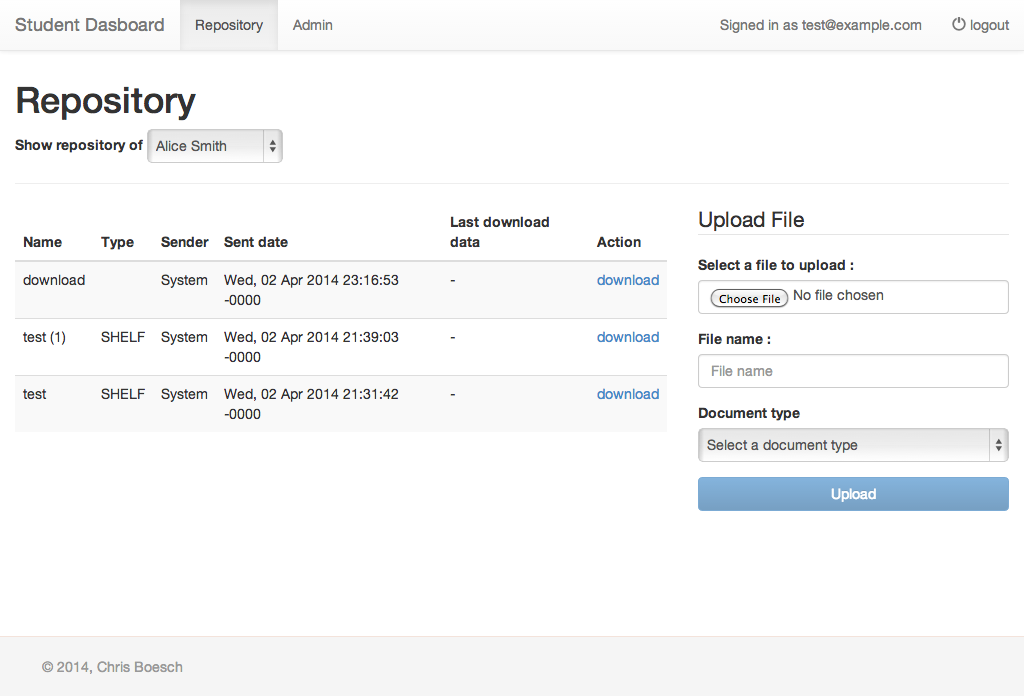 Student Dasboard Repository Admin Signed in as test@example.com logout
Repository
Show repository of Alice Smith
Name Type Sender Sent date Last download data Action
download System Wed, 02 Apr 2014 23:16:53 -0000 - download
test (1) SHELF System Wed, 02 Apr 2014 21:39:03 -0000 - download
test SHELF System Wed, 02 Apr 2014 21:31:42 -0000 - download
Upload File
Select a file to upload :
Choose File No file chosen
File name :
File name
Document type
Select a document type
Upload
© 2014, Chris Boesch